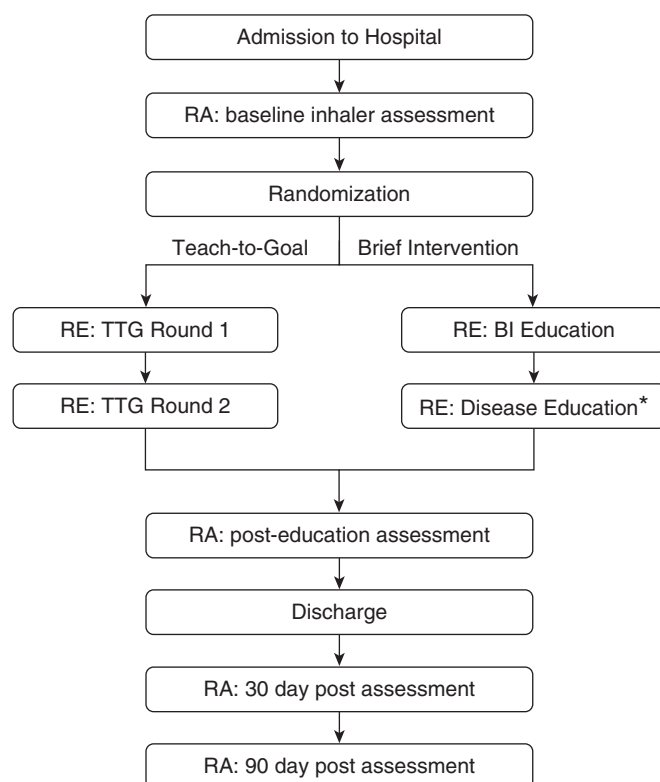 Admission to Hospital
RA: baseline inhaler assessment
Randomization
Teach-to-Goal
Brief Intervention
RE: TTG Round 1
RE: BI Education
RE: TTG Round 2
RE: Disease Education*
RA: post-education assessment
Discharge
RA: 30 day post assessment
RA: 90 day post assessment